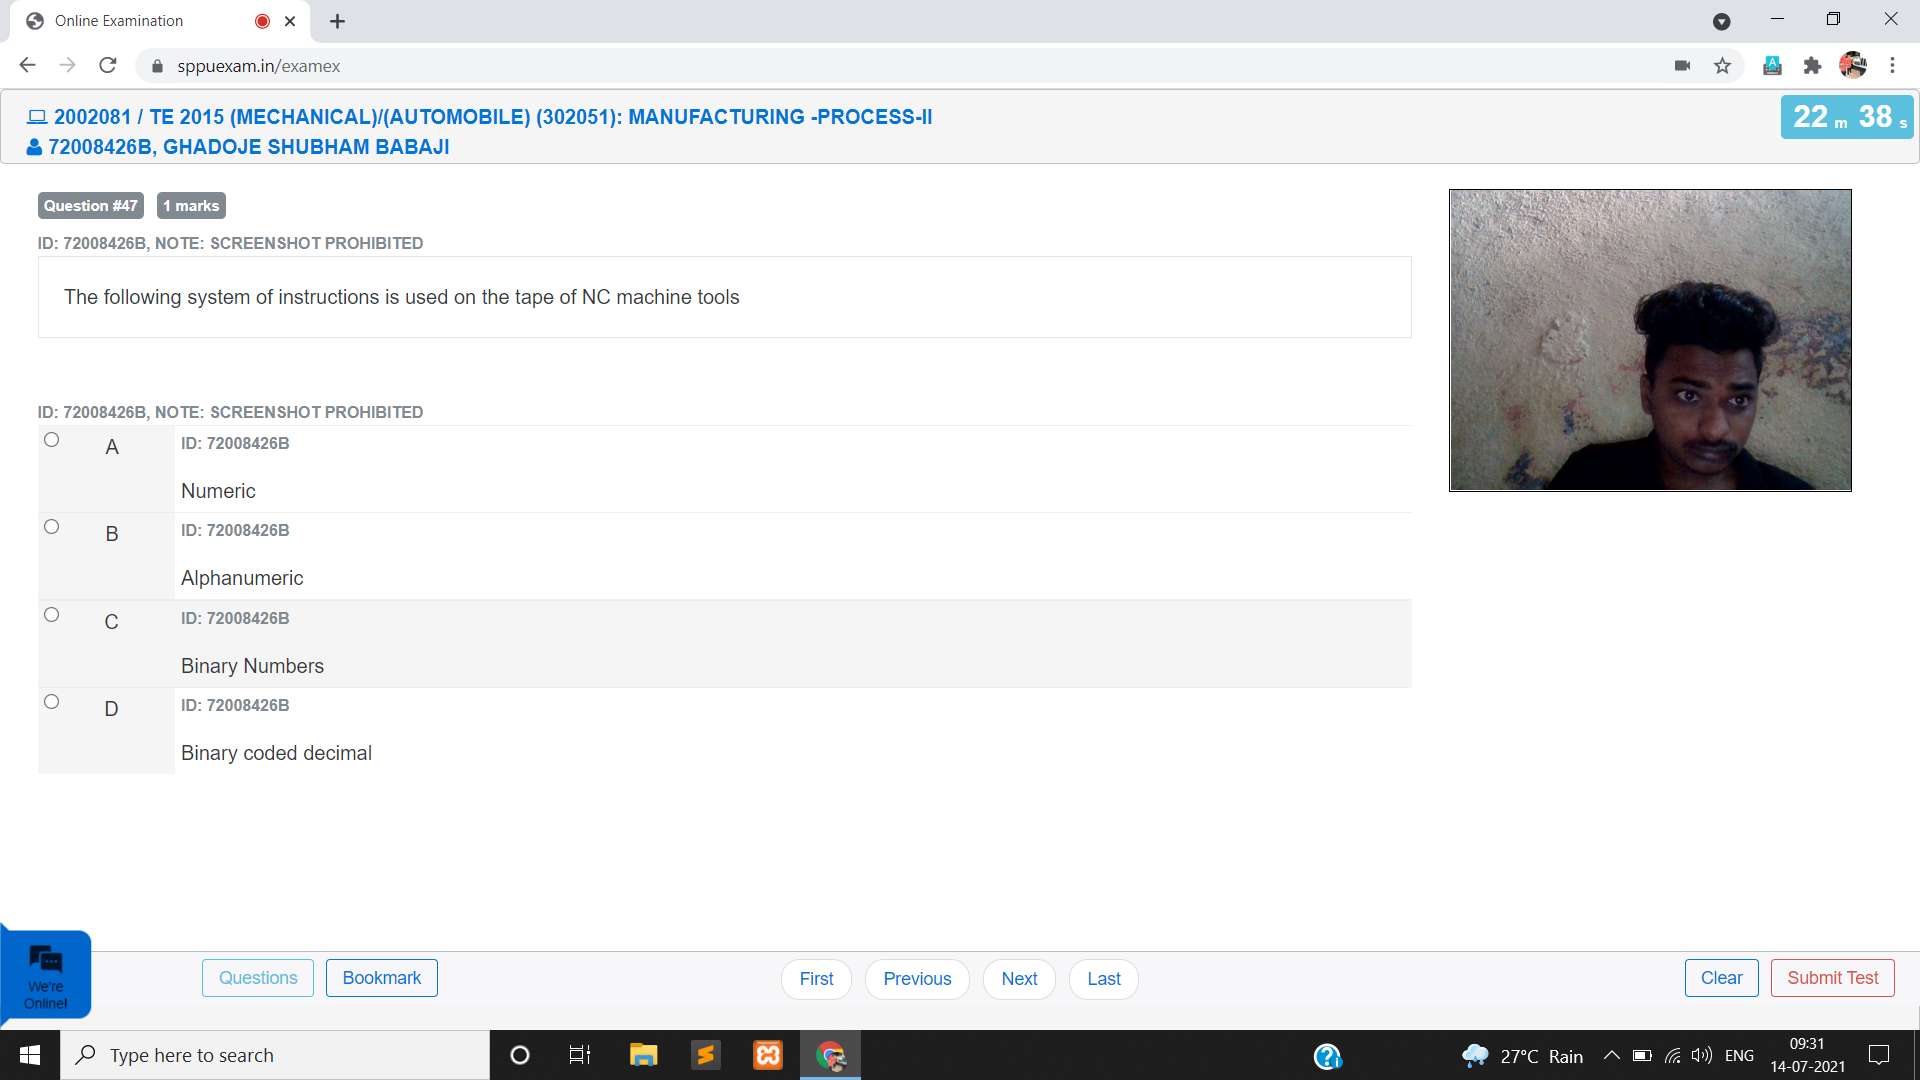 Online Examination
sppuexam.in/examex
2002081 / TE 2015 (MECHANICAL)/(AUTOMOBILE) (302051): MANUFACTURING -PROCESS-II
22 m 38 s
72008426B, GHADOJE SHUBHAM BABAJI
Question #47 1 marks
ID: 72008426B, NOTE: SCREENSHOT PROHIBITED
The following system of instructions is used on the tape of NC machine tools
ID: 72008426B, NOTE: SCREENSHOT PROHIBITED
A
ID: 72008426B
Numeric
B
ID: 72008426B
Alphanumeric
C
ID: 72008426B
Binary Numbers
D
ID: 72008426B
Binary coded decimal
We're
Online!
Questions Bookmark First Previous Next Last Clear Submit Test
Type here to search
27°C Rain
ENG
09:31
14-07-2021